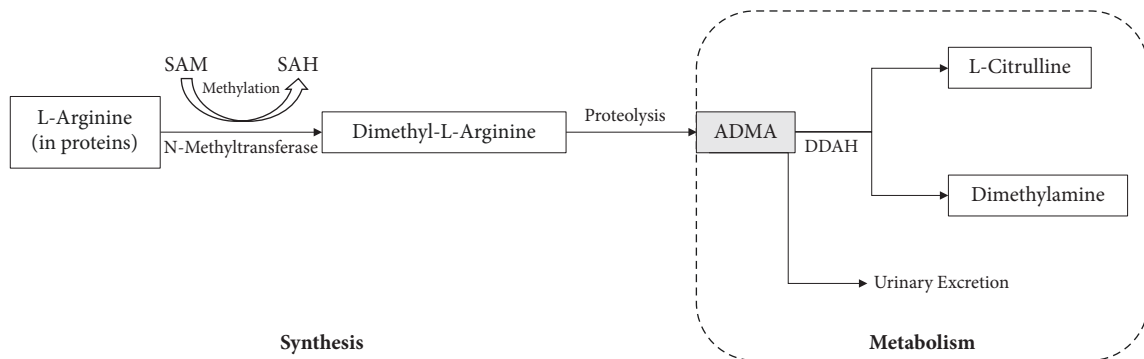 SAM
SAH
Methylation
L-Arginine
(in proteins)
N-Methyltransferase
Dimethyl-L-Arginine
Proteolysis
ADMA
DDAH
L-Citrulline
Dimethylamine
Urinary Excretion
Synthesis
Metabolism